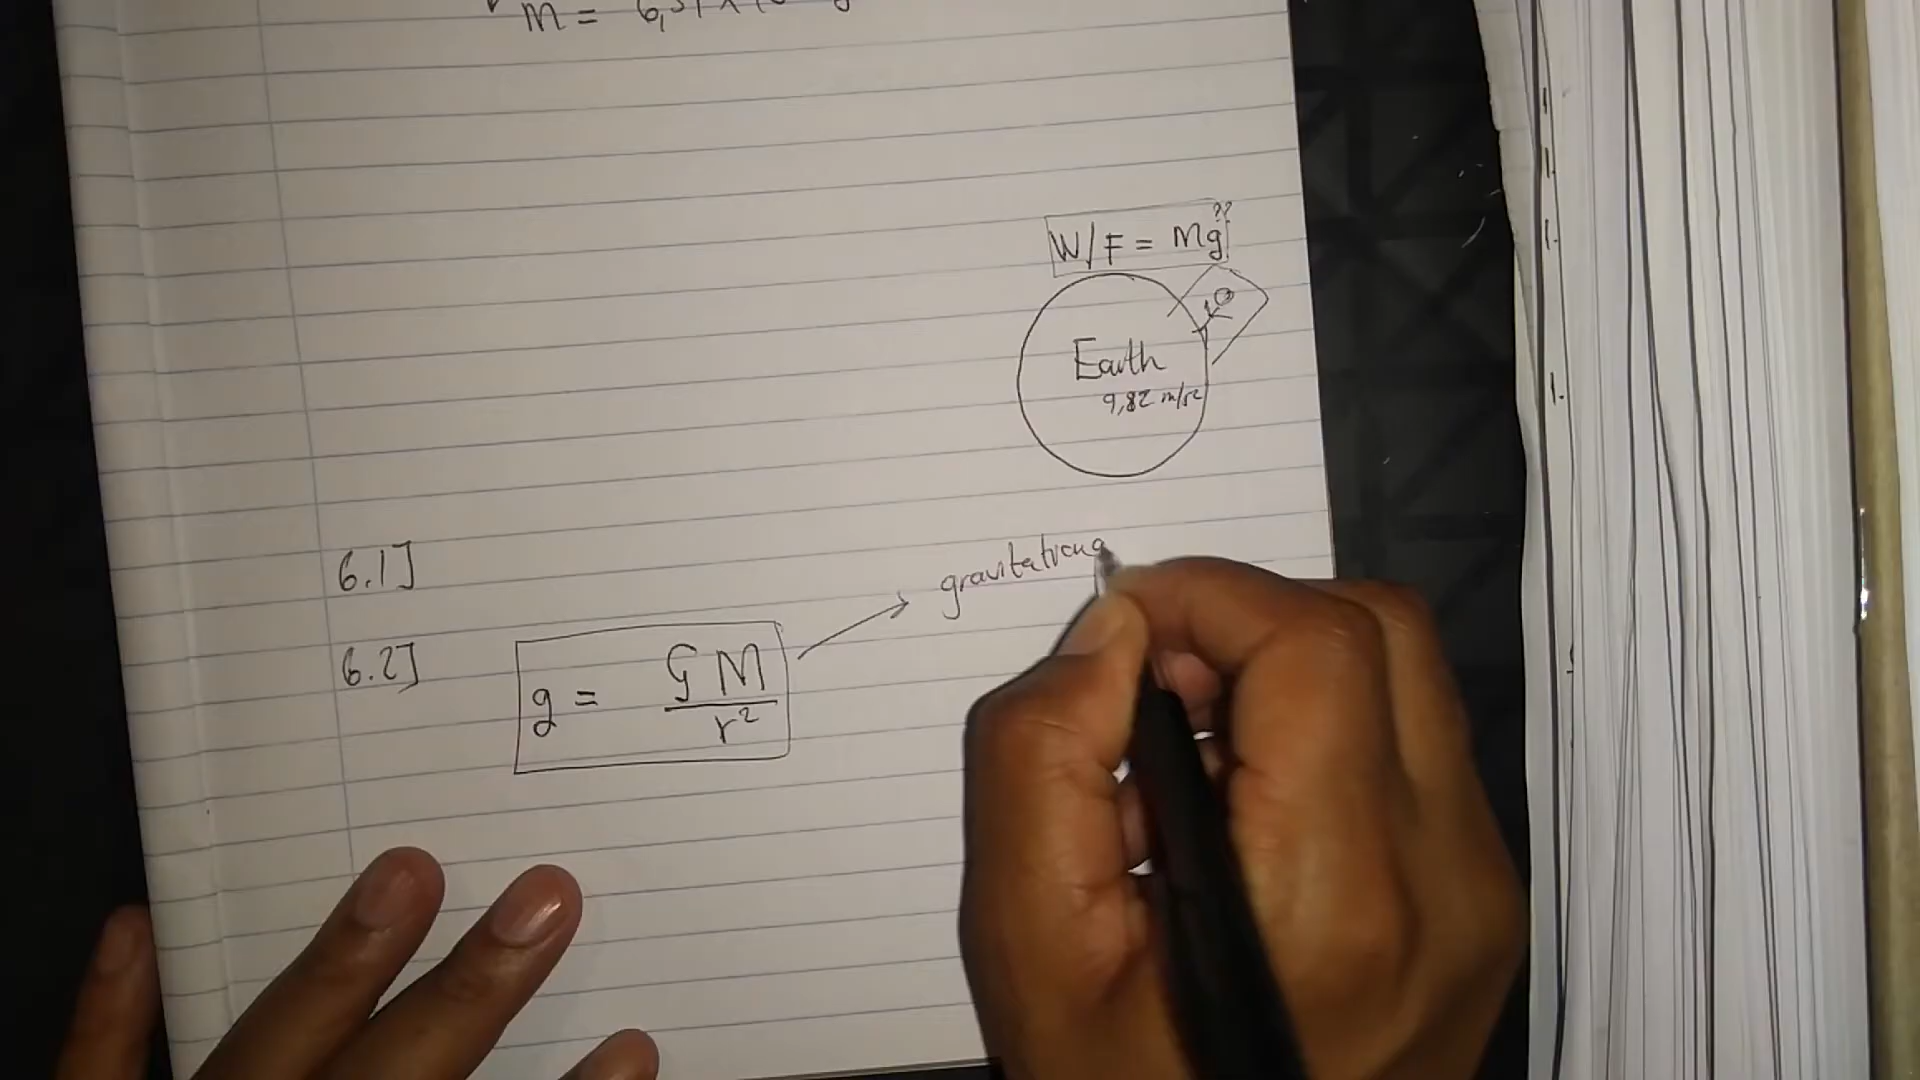 M =
W/F = Mg
??
Earth
9,82 m/s2
6.1]
gravitationa
6.2]
g = GM
r²